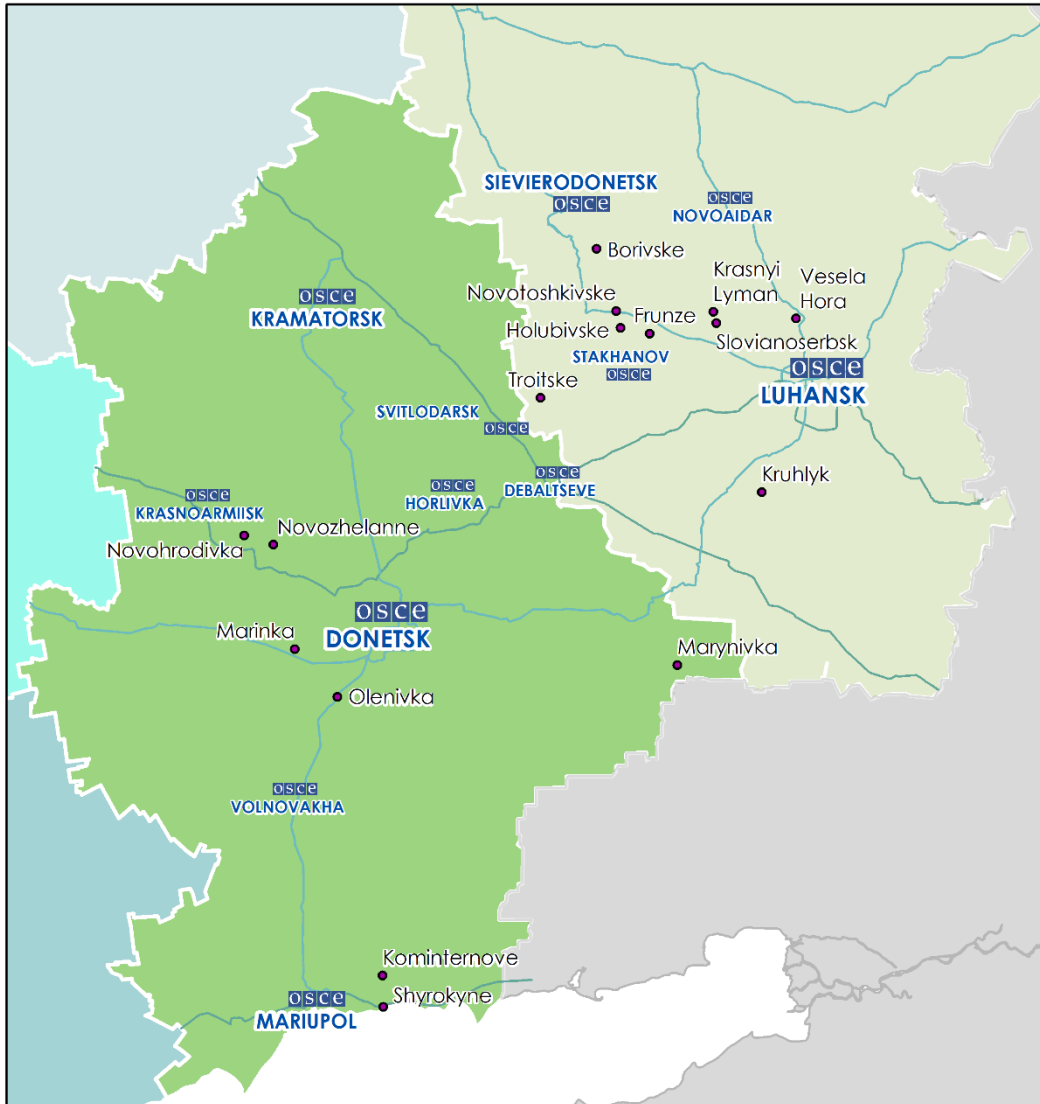 SIEVIERODONETSK
osce
osce
NOVOAIDAR
Borivske
osce
KRAMATORSK
Novotoshkivske
Krasnyi
Lyman
Vesela
Hora
Holubivske
Frunze
Slovianoserbsk
STAKHANOV
osce
osce
LUHANSK
Troitske
SVITLODARSK
osce
osce
DEBALTSEVE
osce
HORLIVKA
Kruhlyk
osce
KRASNOARMIISK
Novozhelanne
Novohrodivka
osce
DONETSK
Marinka
Marynivka
Olenivka
osce
VOLNOVAKHA
Kominternove
Shyrokyne
osce
MARIUPOL